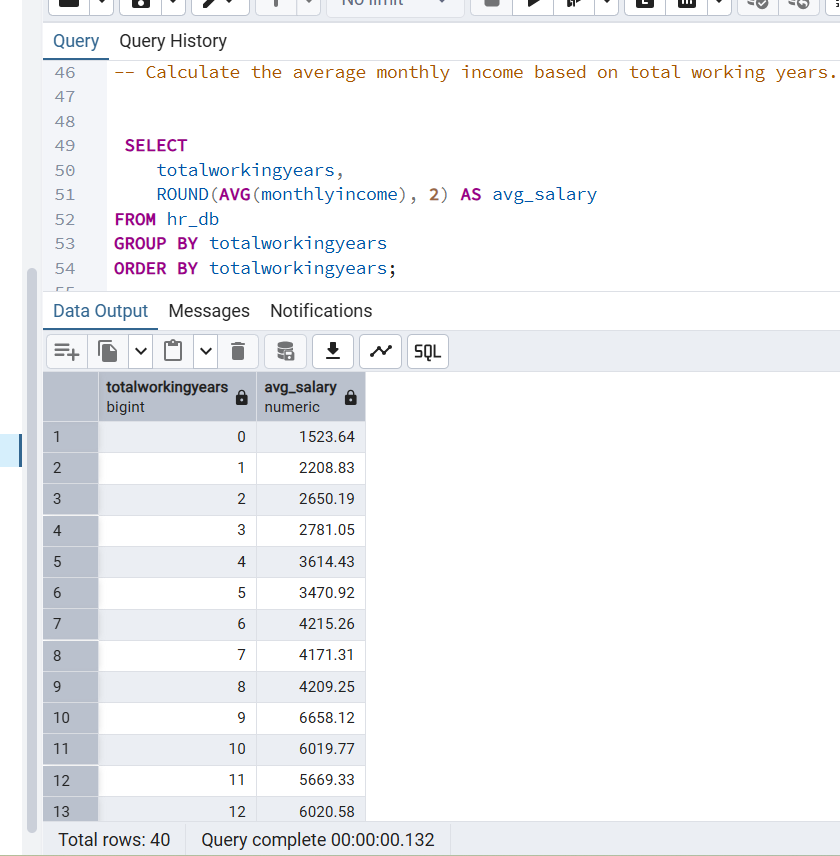 No limit
Query Query History
46 -- Calculate the average monthly income based on total working years.
47
48
49 SELECT
50 totalworkingyears,
51 ROUND(AVG(monthlyincome), 2) AS avg_salary
52 FROM hr_db
53 GROUP BY totalworkingyears
54 ORDER BY totalworkingyears;
55
Data Output Messages Notifications
SQL
totalworkingyears avg_salary
bigint numeric
1 0 1523.64
2 1 2208.83
3 2 2650.19
4 3 2781.05
5 4 3614.43
6 5 3470.92
7 6 4215.26
8 7 4171.31
9 8 4209.25
10 9 6658.12
11 10 6019.77
12 11 5669.33
13 12 6020.58
Total rows: 40 Query complete 00:00:00.132